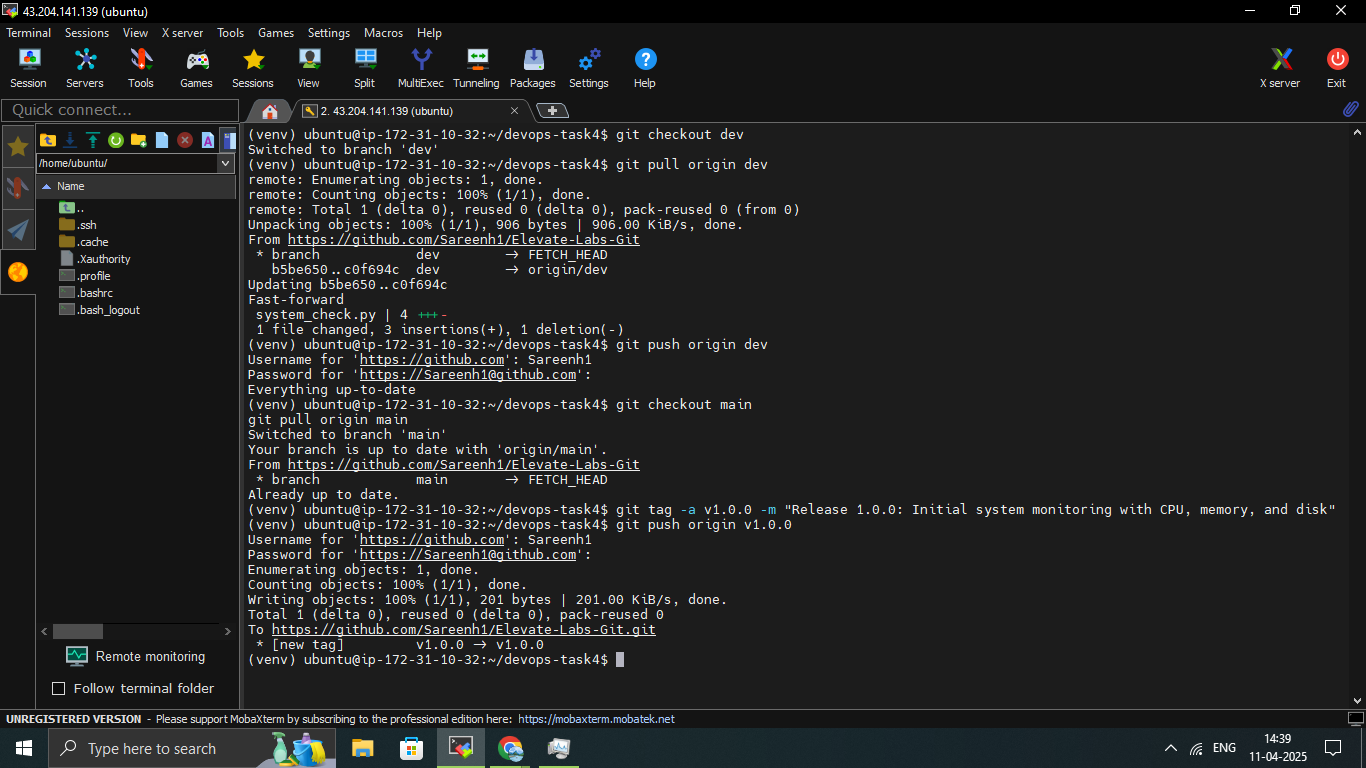 43.204.141.139 (ubuntu)
Terminal Sessions View X server Tools Games Settings Macros Help
Session Servers Tools Games Sessions View Split MultiExec Tunneling Packages Settings Help X server Exit
Quick connect...
2. 43.204.141.139 (ubuntu)
/home/ubuntu/
Name
..
.ssh
.cache
.Xauthority
.profile
.bashrc
.bash_logout
Remote monitoring
Follow terminal folder
(venv) ubuntu@ip-172-31-10-32:~/devops-task4$ git checkout dev
Switched to branch 'dev'
(venv) ubuntu@ip-172-31-10-32:~/devops-task4$ git pull origin dev
remote: Enumerating objects: 1, done.
remote: Counting objects: 100% (1/1), done.
remote: Total 1 (delta 0), reused 0 (delta 0), pack-reused 0 (from 0)
Unpacking objects: 100% (1/1), 906 bytes | 906.00 KiB/s, done.
From https://github.com/Sareenh1/Elevate-Labs-Git
* branch dev -> FETCH_HEAD
b5be650..c0f694c dev -> origin/dev
Updating b5be650..c0f694c
Fast-forward
system_check.py | 4 +++-
1 file changed, 3 insertions(+), 1 deletion(-)
(venv) ubuntu@ip-172-31-10-32:~/devops-task4$ git push origin dev
Username for 'https://github.com': Sareenh1
Password for 'https://Sareenh1@github.com':
Everything up-to-date
(venv) ubuntu@ip-172-31-10-32:~/devops-task4$ git checkout main
git pull origin main
Switched to branch 'main'
Your branch is up to date with 'origin/main'.
From https://github.com/Sareenh1/Elevate-Labs-Git
* branch main -> FETCH_HEAD
Already up to date.
(venv) ubuntu@ip-172-31-10-32:~/devops-task4$ git tag -a v1.0.0 -m "Release 1.0.0: Initial system monitoring with CPU, memory, and disk"
(venv) ubuntu@ip-172-31-10-32:~/devops-task4$ git push origin v1.0.0
Username for 'https://github.com': Sareenh1
Password for 'https://Sareenh1@github.com':
Enumerating objects: 1, done.
Counting objects: 100% (1/1), done.
Writing objects: 100% (1/1), 201 bytes | 201.00 KiB/s, done.
Total 1 (delta 0), reused 0 (delta 0), pack-reused 0
To https://github.com/Sareenh1/Elevate-Labs-Git.git
* [new tag] v1.0.0 -> v1.0.0
(venv) ubuntu@ip-172-31-10-32:~/devops-task4$
UNREGISTERED VERSION - Please support MobaXterm by subscribing to the professional edition here: https://mobaxterm.mobatek.net
Type here to search
ENG
14:39
11-04-2025